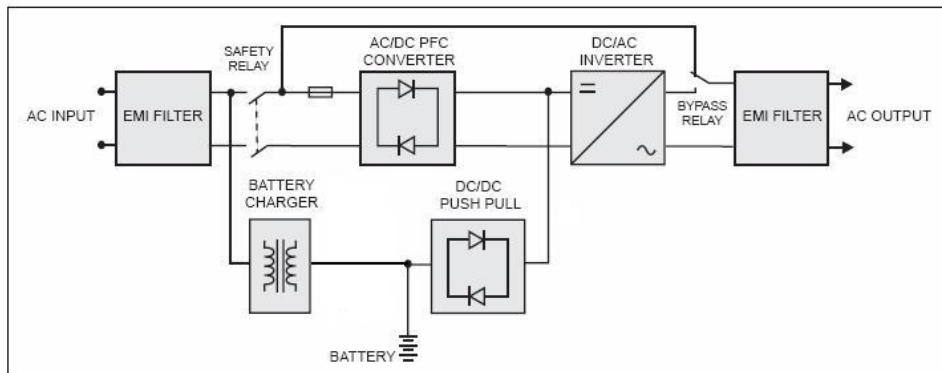 SAFETY
RELAY
AC/DC PFC
CONVERTER
DC/AC
INVERTER
AC INPUT
EMI FILTER
BYPASS
RELAY
EMI FILTER
AC OUTPUT
BATTERY
CHARGER
DC/DC
PUSH PULL
BATTERY